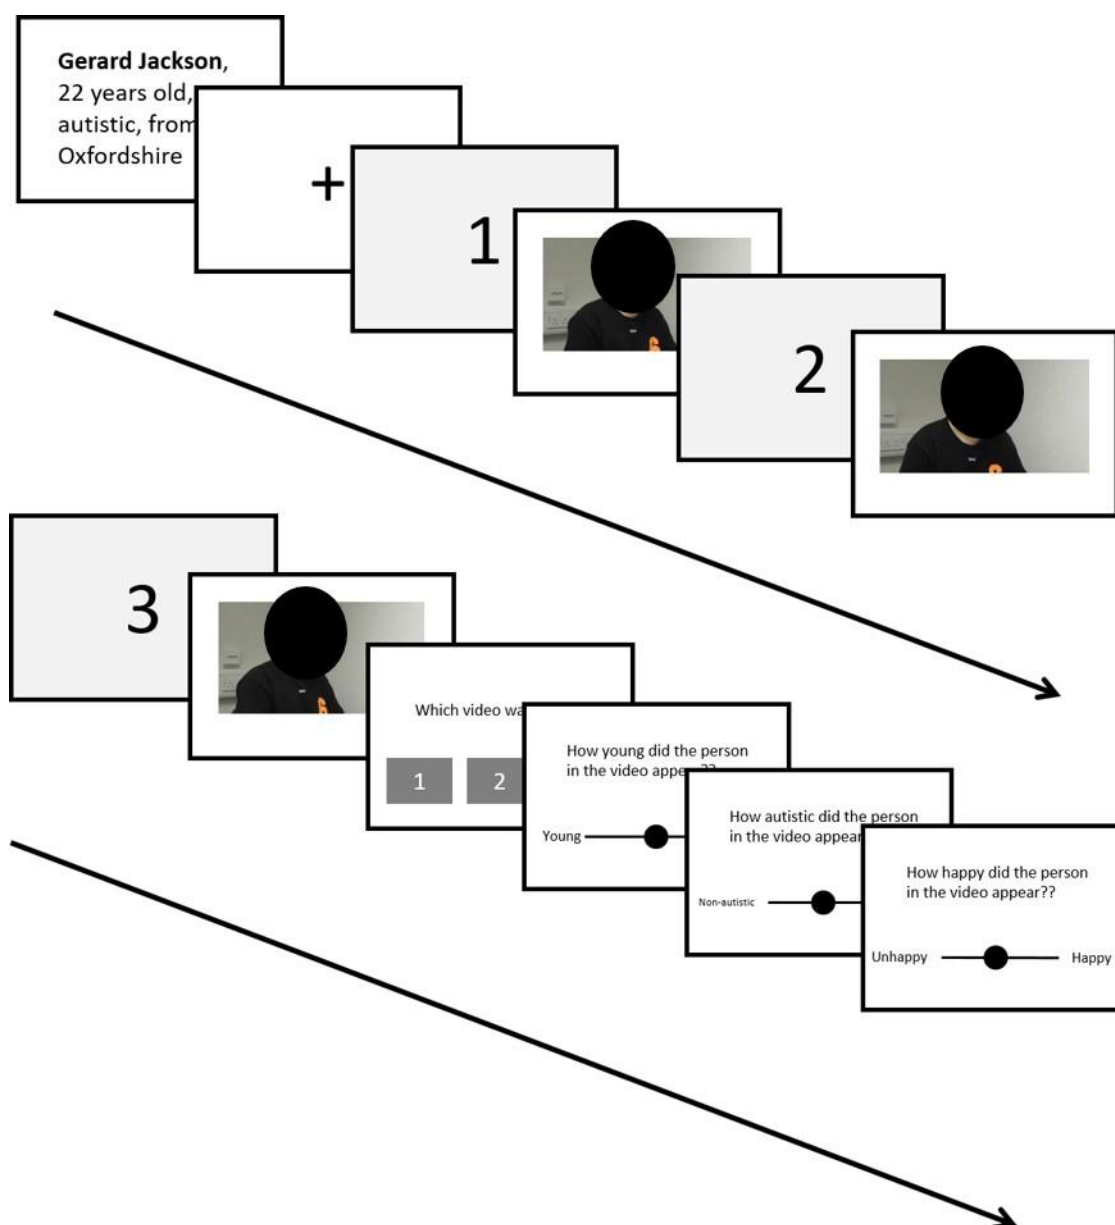 Gerard Jackson,
22 years old,
autistic, from
Oxfordshire
+
1
2
3
Which video
1
2
How young did the person
in the video
Young
How autistic did the person
in the video appear
Non-autistic
How happy did the person
in the video appear??
Unhappy
Happy